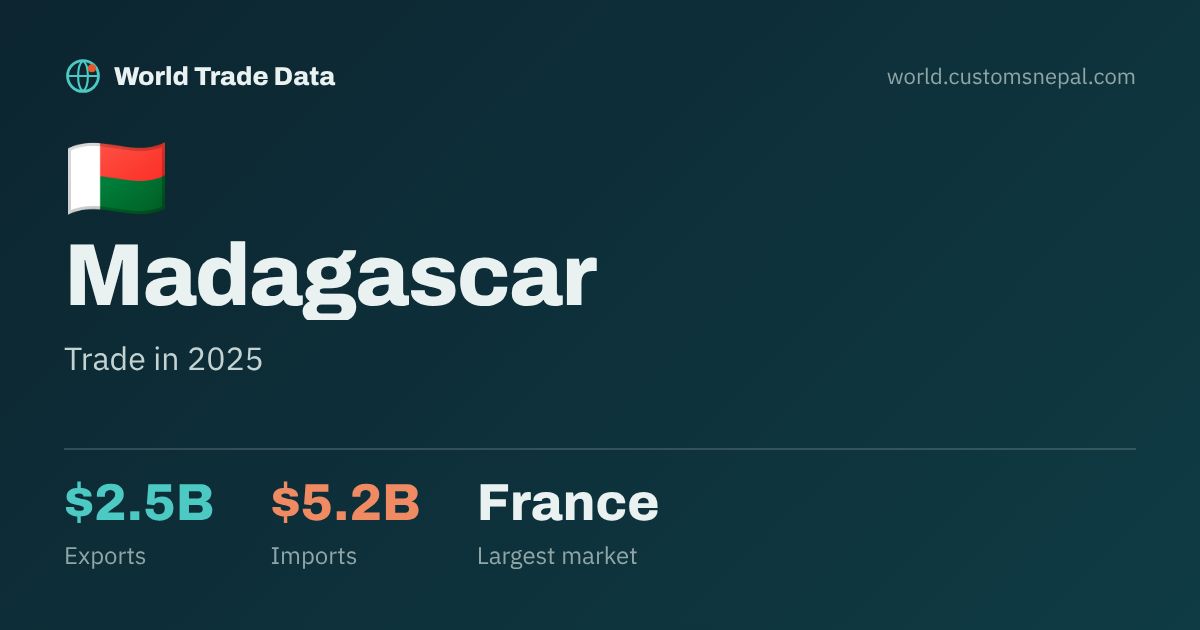 World Trade Data
world.customsnepal.com
Madagascar
Trade in 2025
$2.5B $5.2B France
Exports Imports Largest market